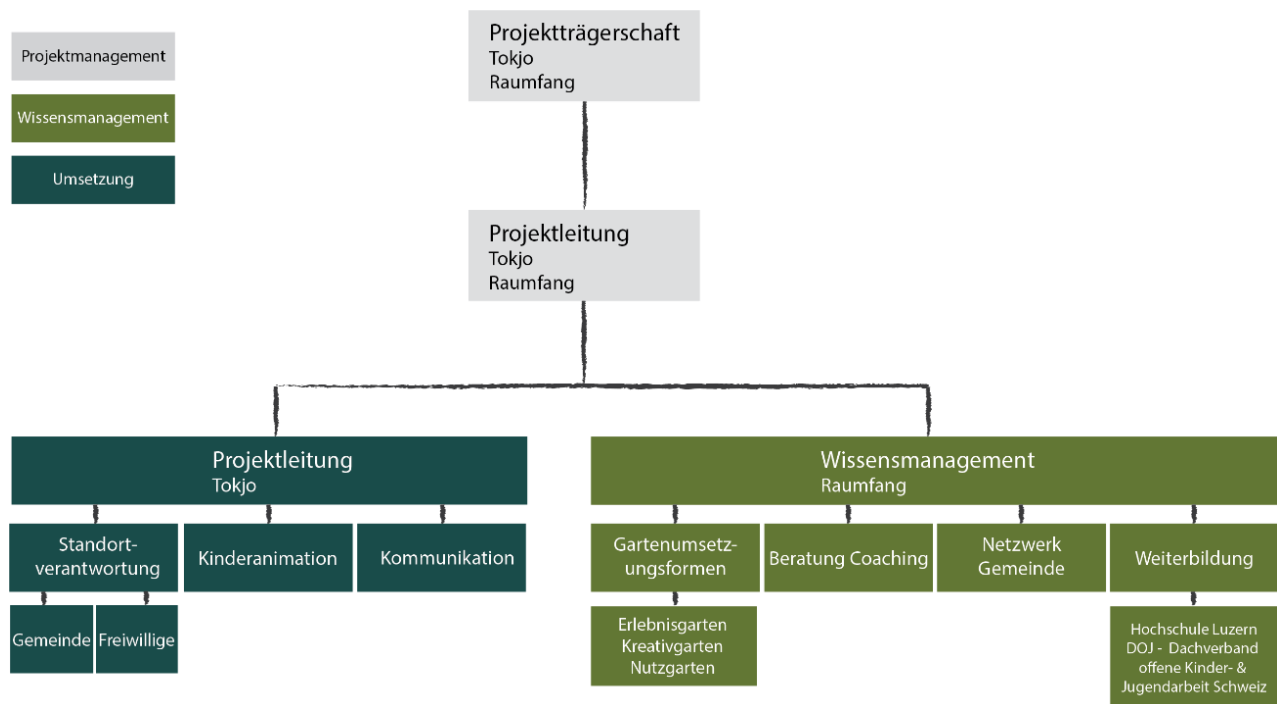 Projektträgerschaft
Tokjo
Raumfang
Projektmanagement
Wissensmanagement
Umsetzung
Projektleitung
Tokjo
Raumfang
Projektleitung
Tokjo
Wissensmanagement
Raumfang
Standort-
verantwortung
Kinderanimation
Kommunikation
Gartenumsetz-
ungsformen
Beratung Coaching
Netzwerk
Gemeinde
Weiterbildung
Gemeinde
Freiwillige
Erlebnisgarten
Kreativgarten
Nutzgarten
Hochschule Luzern
DOJ - Dachverband
offene Kinder- &
Jugendarbeit Schweiz